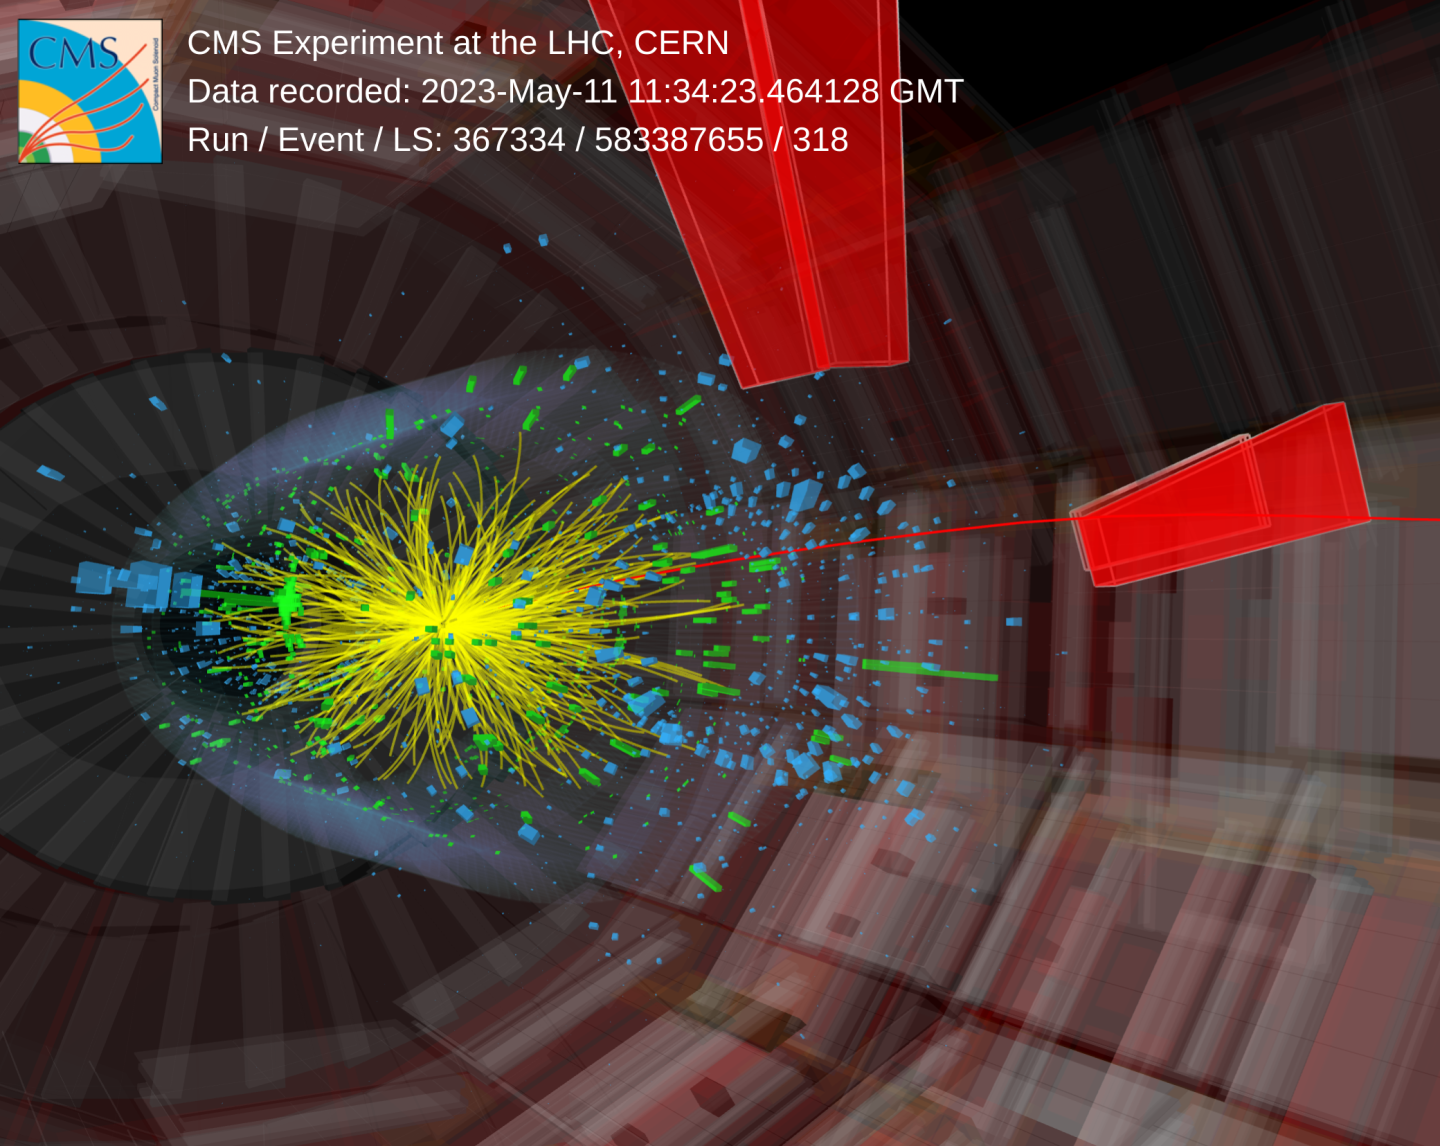 CMS
Compact Muon Solenoid
CMS Experiment at the LHC, CERN
Data recorded: 2023-May-11 11:34:23.464128 GMT
Run / Event / LS: 367334 / 583387655 / 318